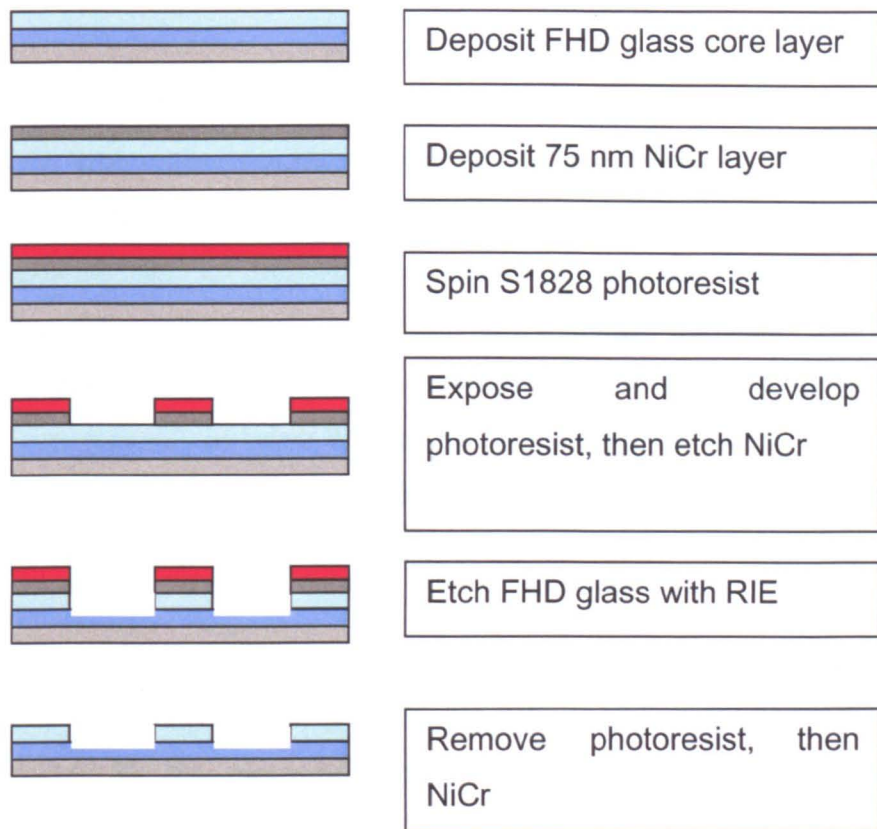 Deposit FHD glass core layer
Deposit 75 nm NiCr layer
Spin S1828 photoresist
Expose and develop
photoresist, then etch NiCr
Etch FHD glass with RIE
Remove photoresist, then
NiCr